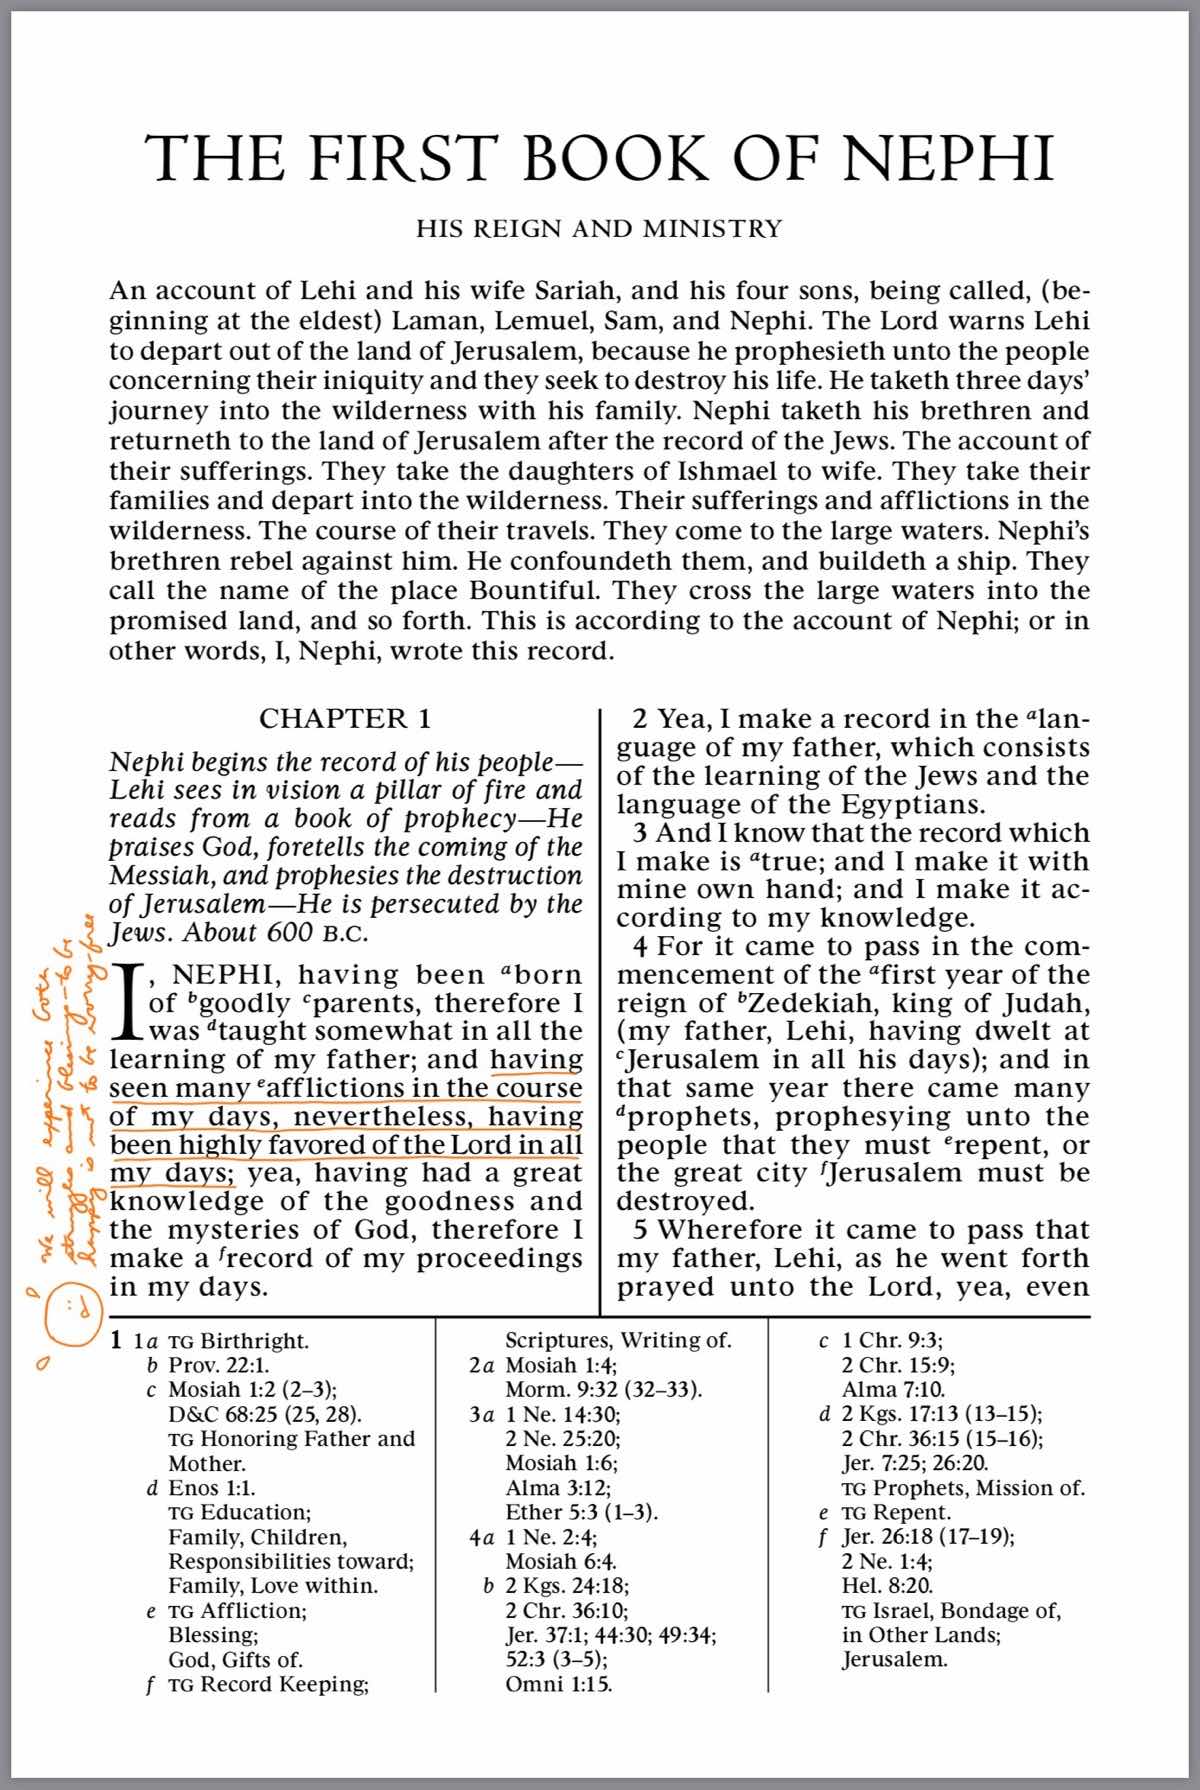 THE FIRST BOOK OF NEPHI
HIS REIGN AND MINISTRY
An account of Lehi and his wife Sariah, and his four sons, being called, (be-
ginning at the eldest) Laman, Lemuel, Sam, and Nephi. The Lord warns Lehi
to depart out of the land of Jerusalem, because he prophesieth unto the people
concerning their iniquity and they seek to destroy his life. He taketh three days’
journey into the wilderness with his family. Nephi taketh his brethren and
returneth to the land of Jerusalem after the record of the Jews. The account of
their sufferings. They take the daughters of Ishmael to wife. They take their
families and depart into the wilderness. Their sufferings and afflictions in the
wilderness. The course of their travels. They come to the large waters. Nephi’s
brethren rebel against him. He confoundeth them, and buildeth a ship. They
call the name of the place Bountiful. They cross the large waters into the
promised land, and so forth. This is according to the account of Nephi; or in
other words, I, Nephi, wrote this record.
CHAPTER 1
Nephi begins the record of his people—
Lehi sees in vision a pillar of fire and
reads from a book of prophecy—He
praises God, foretells the coming of the
Messiah, and prophesies the destruction
of Jerusalem—He is persecuted by the
Jews. About 600 B.C.
I, NEPHI, having been ᵃborn
of ᵇgoodly ᶜparents, therefore I
was ᵈtaught somewhat in all the
learning of my father; and having
seen many ᵉafflictions in the course
of my days, nevertheless, having
been highly favored of the Lord in all
my days; yea, having had a great
knowledge of the goodness and
the mysteries of God, therefore I
make a ᶠrecord of my proceedings
in my days.
We will experience both
struggles and blessings—to be
happy is not to be worry-free
2 Yea, I make a record in the ᵃlan-
guage of my father, which consists
of the learning of the Jews and the
language of the Egyptians.
3 And I know that the record which
I make is ᵃtrue; and I make it with
mine own hand; and I make it ac-
cording to my knowledge.
4 For it came to pass in the com-
mencement of the ᵃfirst year of the
reign of ᵇZedekiah, king of Judah,
(my father, Lehi, having dwelt at
ᶜJerusalem in all his days); and in
that same year there came many
ᵈprophets, prophesying unto the
people that they must ᵉrepent, or
the great city ᶠJerusalem must be
destroyed.
5 Wherefore it came to pass that
my father, Lehi, as he went forth
prayed unto the Lord, yea, even
1 1a TG Birthright.
b Prov. 22:1.
c Mosiah 1:2 (2–3);
D&C 68:25 (25, 28).
TG Honoring Father and
Mother.
d Enos 1:1.
TG Education;
Family, Children,
Responsibilities toward;
Family, Love within.
e TG Affliction;
Blessing;
God, Gifts of.
f TG Record Keeping;
Scriptures, Writing of.
2a Mosiah 1:4;
Morm. 9:32 (32–33).
3a 1 Ne. 14:30;
2 Ne. 25:20;
Mosiah 1:6;
Alma 3:12;
Ether 5:3 (1–3).
4a 1 Ne. 2:4;
Mosiah 6:4.
b 2 Kgs. 24:18;
2 Chr. 36:10;
Jer. 37:1; 44:30; 49:34;
52:3 (3–5);
Omni 1:15.
c 1 Chr. 9:3;
2 Chr. 15:9;
Alma 7:10.
d 2 Kgs. 17:13 (13–15);
2 Chr. 36:15 (15–16);
Jer. 7:25; 26:20.
TG Prophets, Mission of.
e TG Repent.
f Jer. 26:18 (17–19);
2 Ne. 1:4;
Hel. 8:20.
TG Israel, Bondage of,
in Other Lands;
Jerusalem.